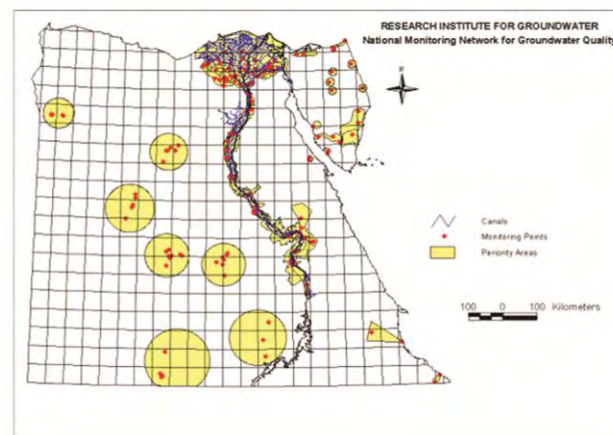 RESEARCH INSTITUTE FOR GROUNDWATER
National Monitoring Network for Groundwater Quality
Canals
Monitoring Points
Periority Areas
100 0 100 Kilometers